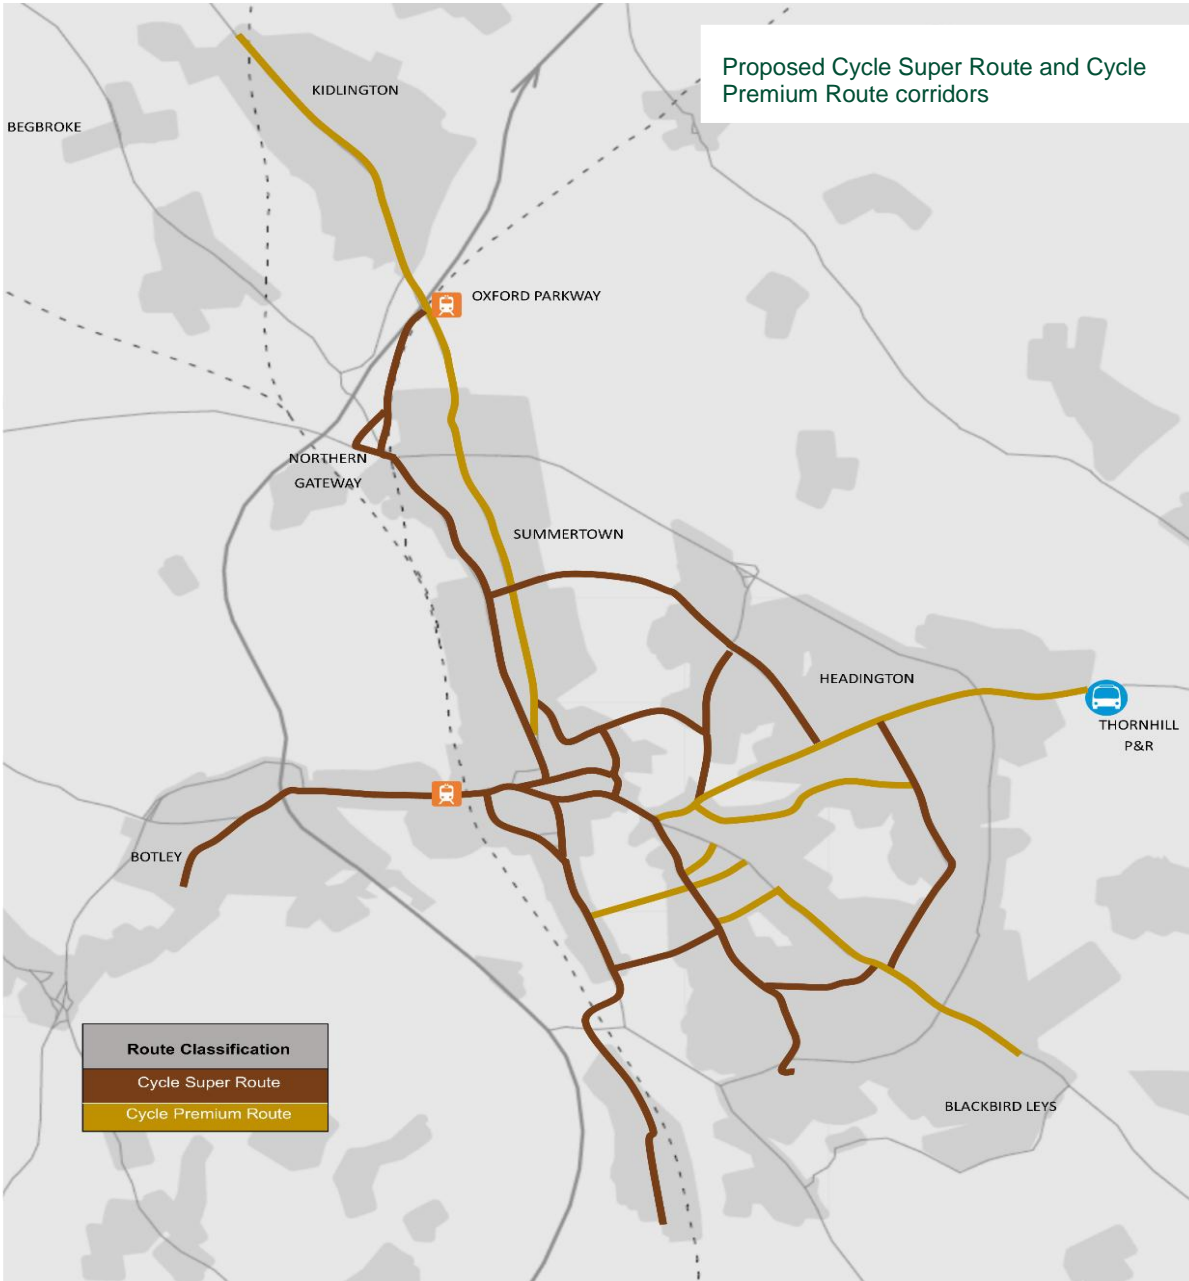 Proposed Cycle Super Route and Cycle
Premium Route corridors
KIDLINGTON
BEGBROKE
OXFORD PARKWAY
NORTHERN
GATEWAY
SUMMERTOWN
HEADINGTON
THORNHILL
P&R
BOTLEY
Route Classification
Cycle Super Route
Cycle Premium Route
BLACKBIRD LEYS